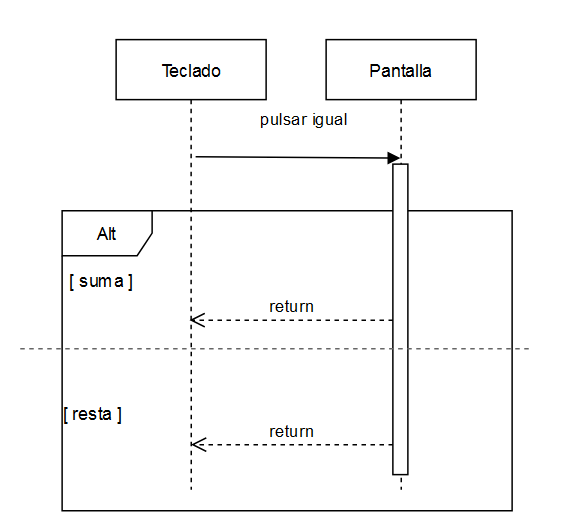 Teclado
Pantalla
pulsar igual
Alt
[ suma ]
return
[ resta ]
return